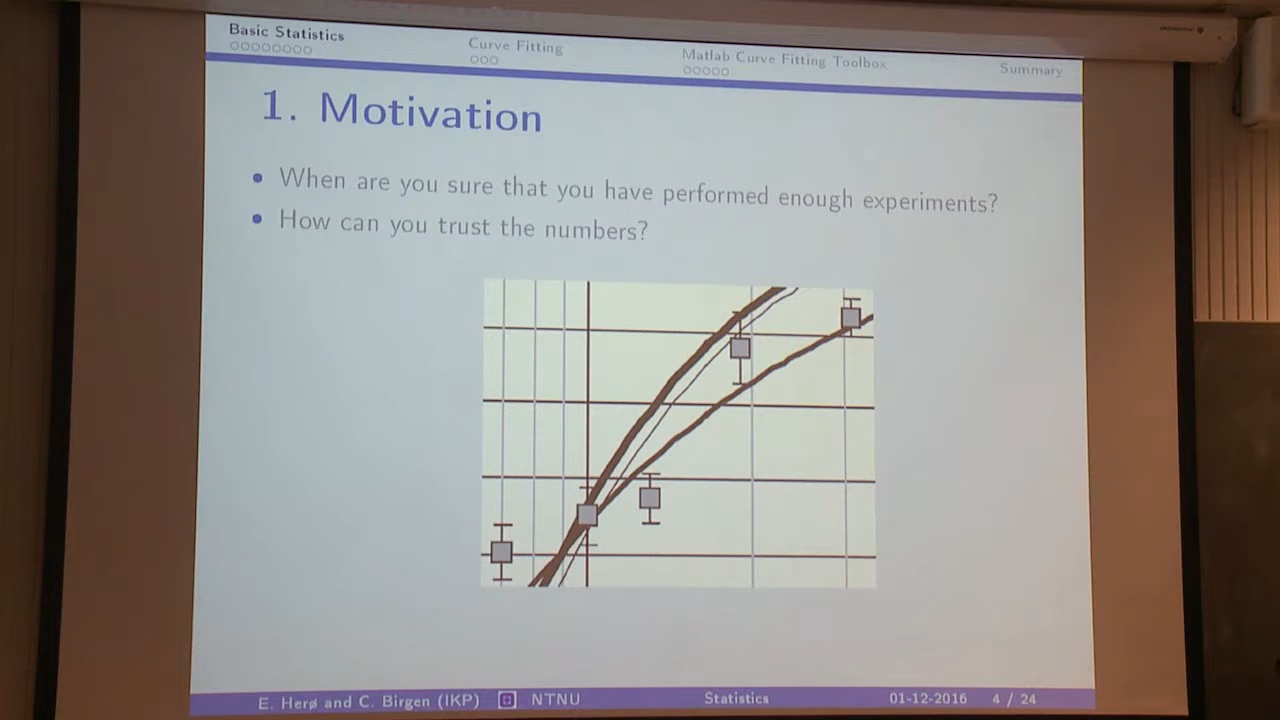 Basic Statistics
Curve Fitting
Matlab Curve Fitting Toolbox
Summary
1. Motivation
• When are you sure that you have performed enough experiments?
• How can you trust the numbers?
E. Herø and C. Birgen (IKP) NTNU Statistics 01-12-2016 4 / 24